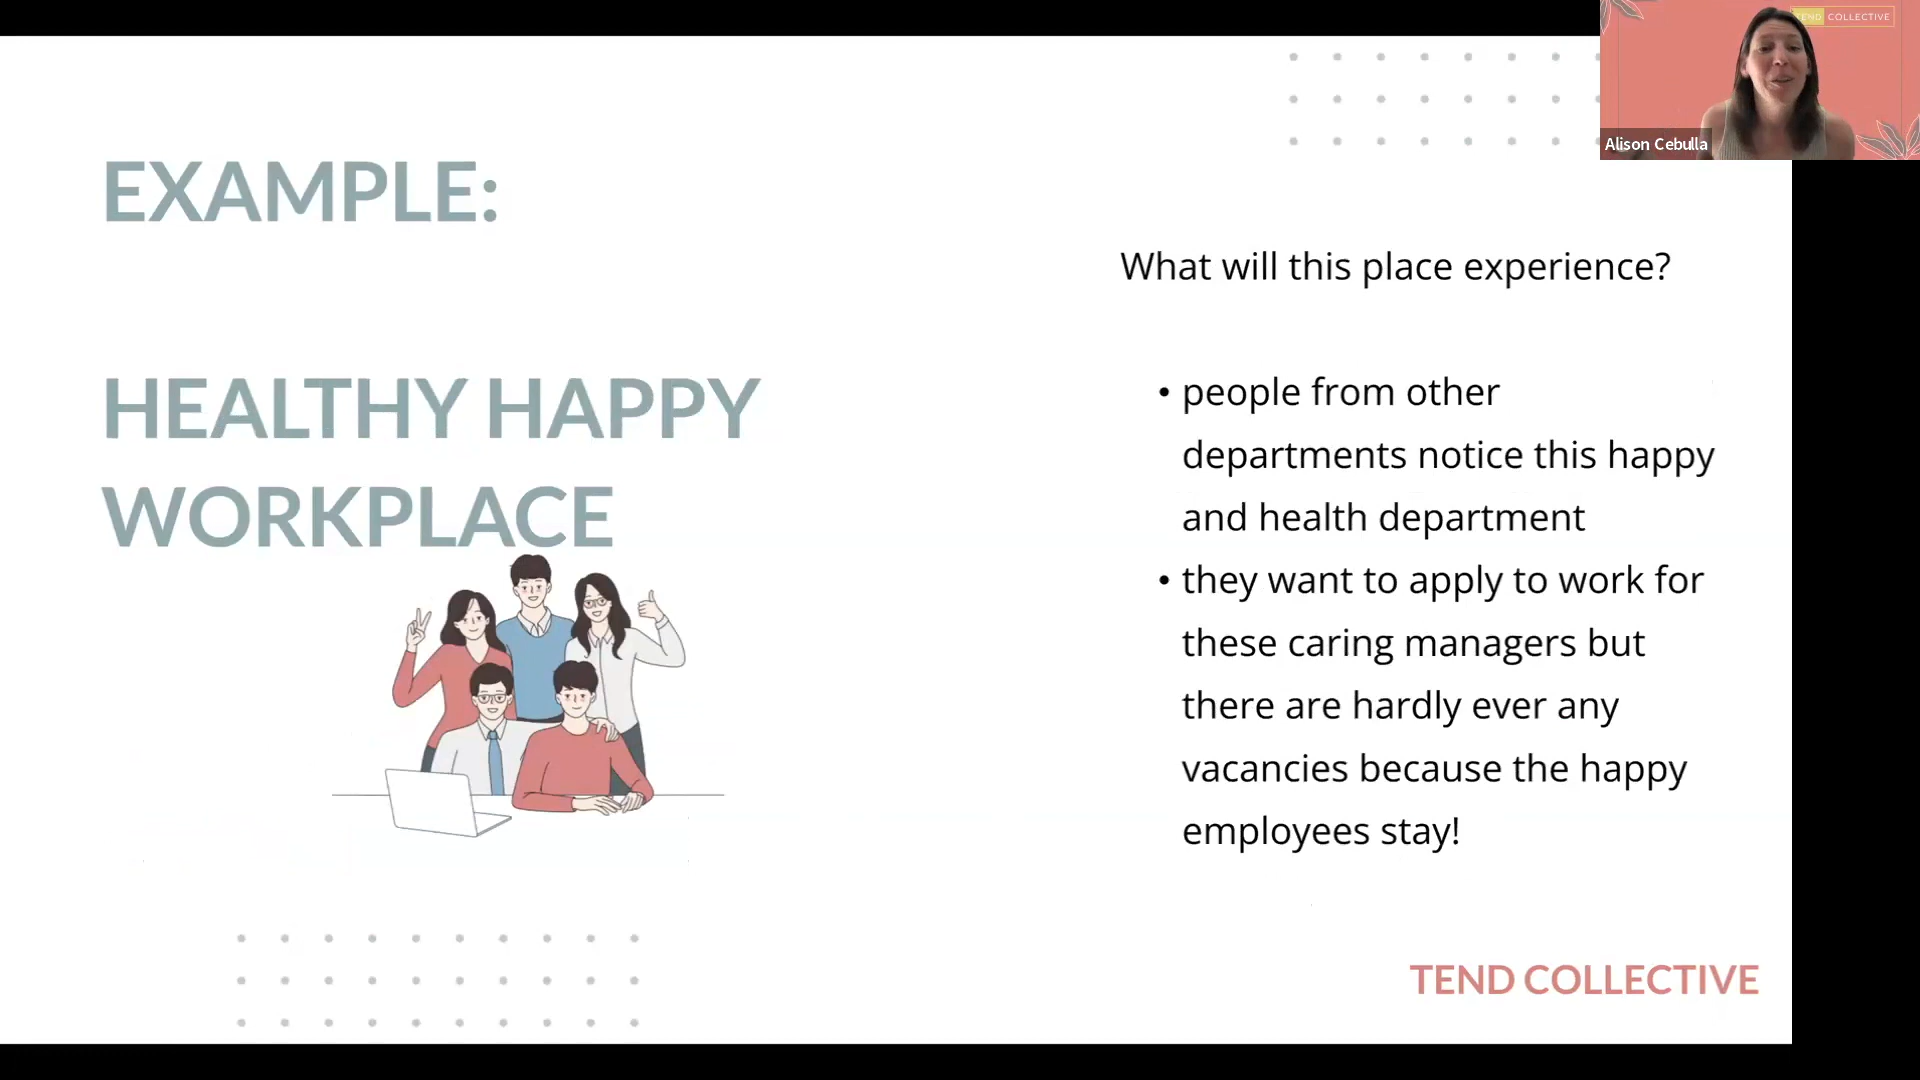 TEND COLLECTIVE
Alison Cebulla
EXAMPLE:
HEALTHY HAPPY
WORKPLACE
What will this place experience?
• people from other
departments notice this happy
and health department
• they want to apply to work for
these caring managers but
there are hardly ever any
vacancies because the happy
employees stay!
TEND COLLECTIVE